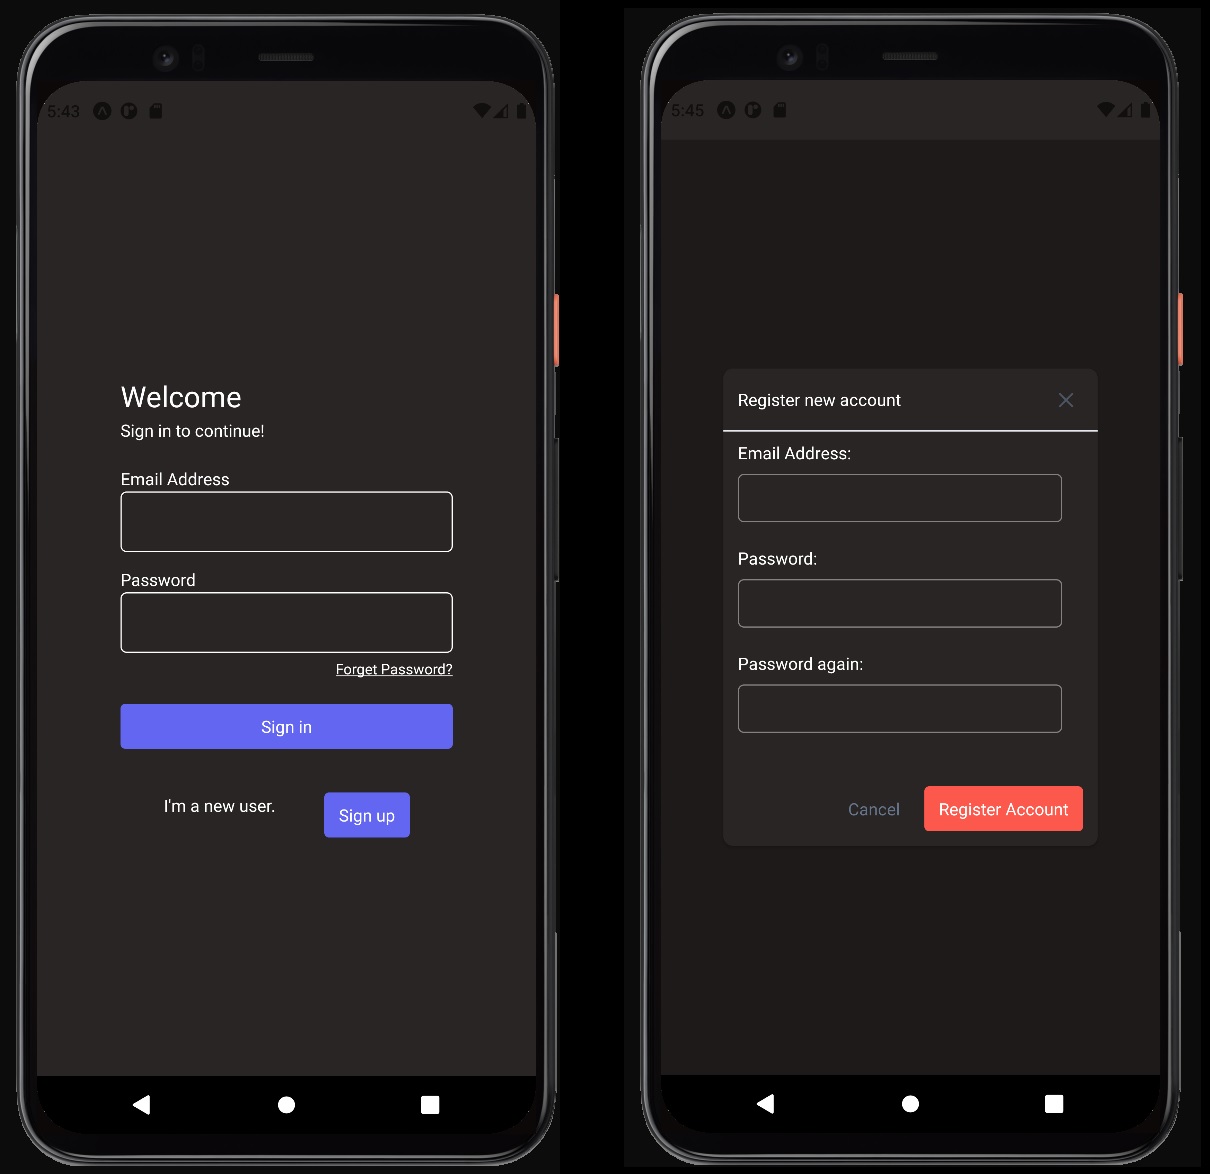 5:43
Welcome
Sign in to continue!
Email Address
Password
Forget Password?
Sign in
I'm a new user.
Sign up
5:45
Register new account
Email Address:
Password:
Password again:
Cancel
Register Account